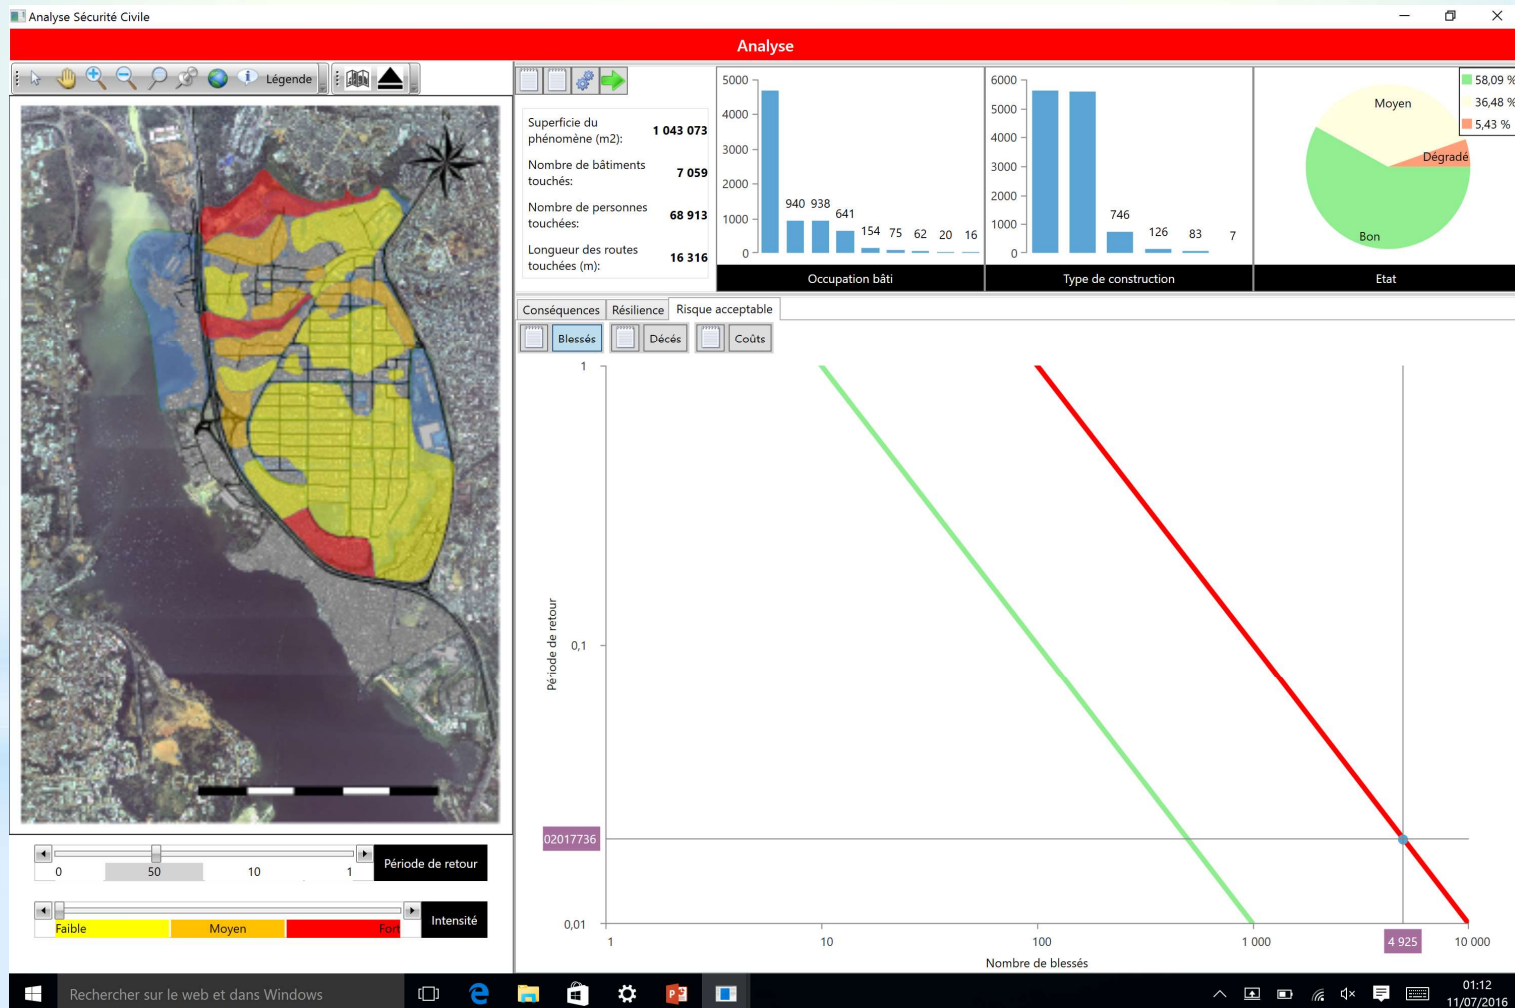 Analyse Sécurité Civile
Analyse
Légende
Superficie du
phénomène (m2):
1 043 073
Nombre de bâtiments
touchés:
7 059
Nombre de personnes
touchées:
68 913
Longueur des routes
touchées (m):
16 316
5000
4000
3000
2000
1000
0
940 938 641 154 75 62 20 16
Occupation bâti
6000
5000
4000
3000
2000
1000
0
746 126 83 7
Type de construction
58,09 %
36,48 %
5,43 %
Moyen
Dégradé
Bon
Etat
Conséquences Résilience Risque acceptable
Blessés Décés Coûts
1
0,1
0,01
Période de retour
02017736
1 10 100 1 000 4 925 10 000
Nombre de blessés
0 50 10 1
Période de retour
Faible Moyen Fort
Intensité
Rechercher sur le web et dans Windows
01:12
11/07/2016